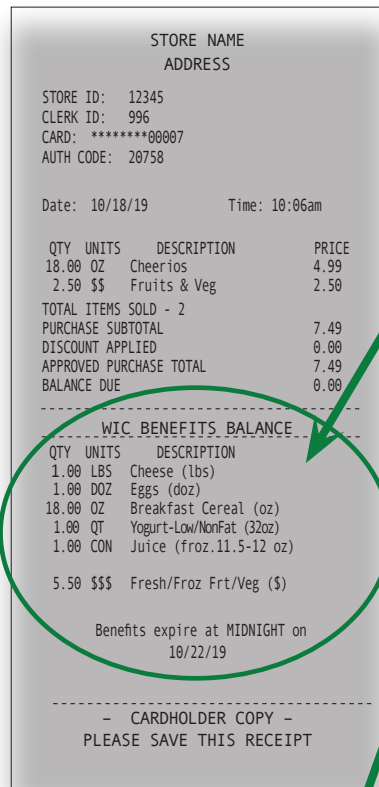 STORE NAME
ADDRESS
STORE ID: 12345
CLERK ID: 996
CARD: ********00007
AUTH CODE: 20758
Date: 10/18/19 Time: 10:06am
QTY UNITS DESCRIPTION PRICE
18.00 OZ Cheerios 4.99
2.50 $$ Fruits & Veg 2.50
TOTAL ITEMS SOLD - 2
PURCHASE SUBTOTAL 7.49
DISCOUNT APPLIED 0.00
APPROVED PURCHASE TOTAL 7.49
BALANCE DUE 0.00
WIC BENEFITS BALANCE
QTY UNITS DESCRIPTION
1.00 LBS Cheese (lbs)
1.00 DOZ Eggs (doz)
18.00 OZ Breakfast Cereal (oz)
1.00 QT Yogurt-Low/NonFat (32oz)
1.00 CON Juice (froz.11.5-12 oz)
5.50 $$$ Fresh/Froz Frt/Veg ($)
Benefits expire at MIDNIGHT on
10/22/19
– CARDHOLDER COPY –
PLEASE SAVE THIS RECEIPT